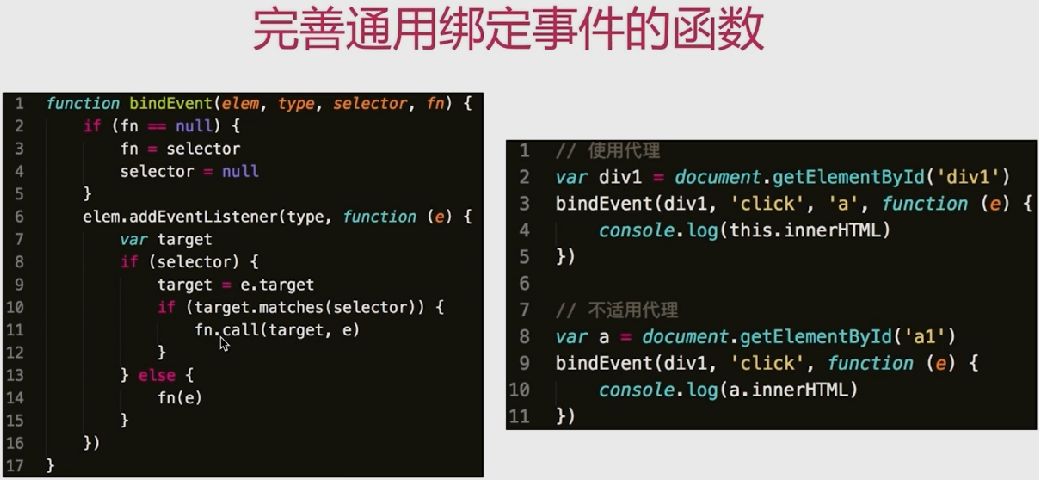 完善通用绑定事件的函数
1 function bindEvent(elem, type, selector, fn) {
2     if (fn == null) {
3         fn = selector
4         selector = null
5     }
6     elem.addEventListener(type, function (e) {
7         var target
8         if (selector) {
9             target = e.target
10             if (target.matches(selector)) {
11                 fn.call(target, e)
12             }
13         } else {
14             fn(e)
15         }
16     })
17 }
1 // 使用代理
2 var div1 = document.getElementById('div1')
3 bindEvent(div1, 'click', 'a', function (e) {
4     console.log(this.innerHTML)
5 })
6
7 // 不适用代理
8 var a = document.getElementById('a1')
9 bindEvent(div1, 'click', function (e) {
10     console.log(a.innerHTML)
11 })